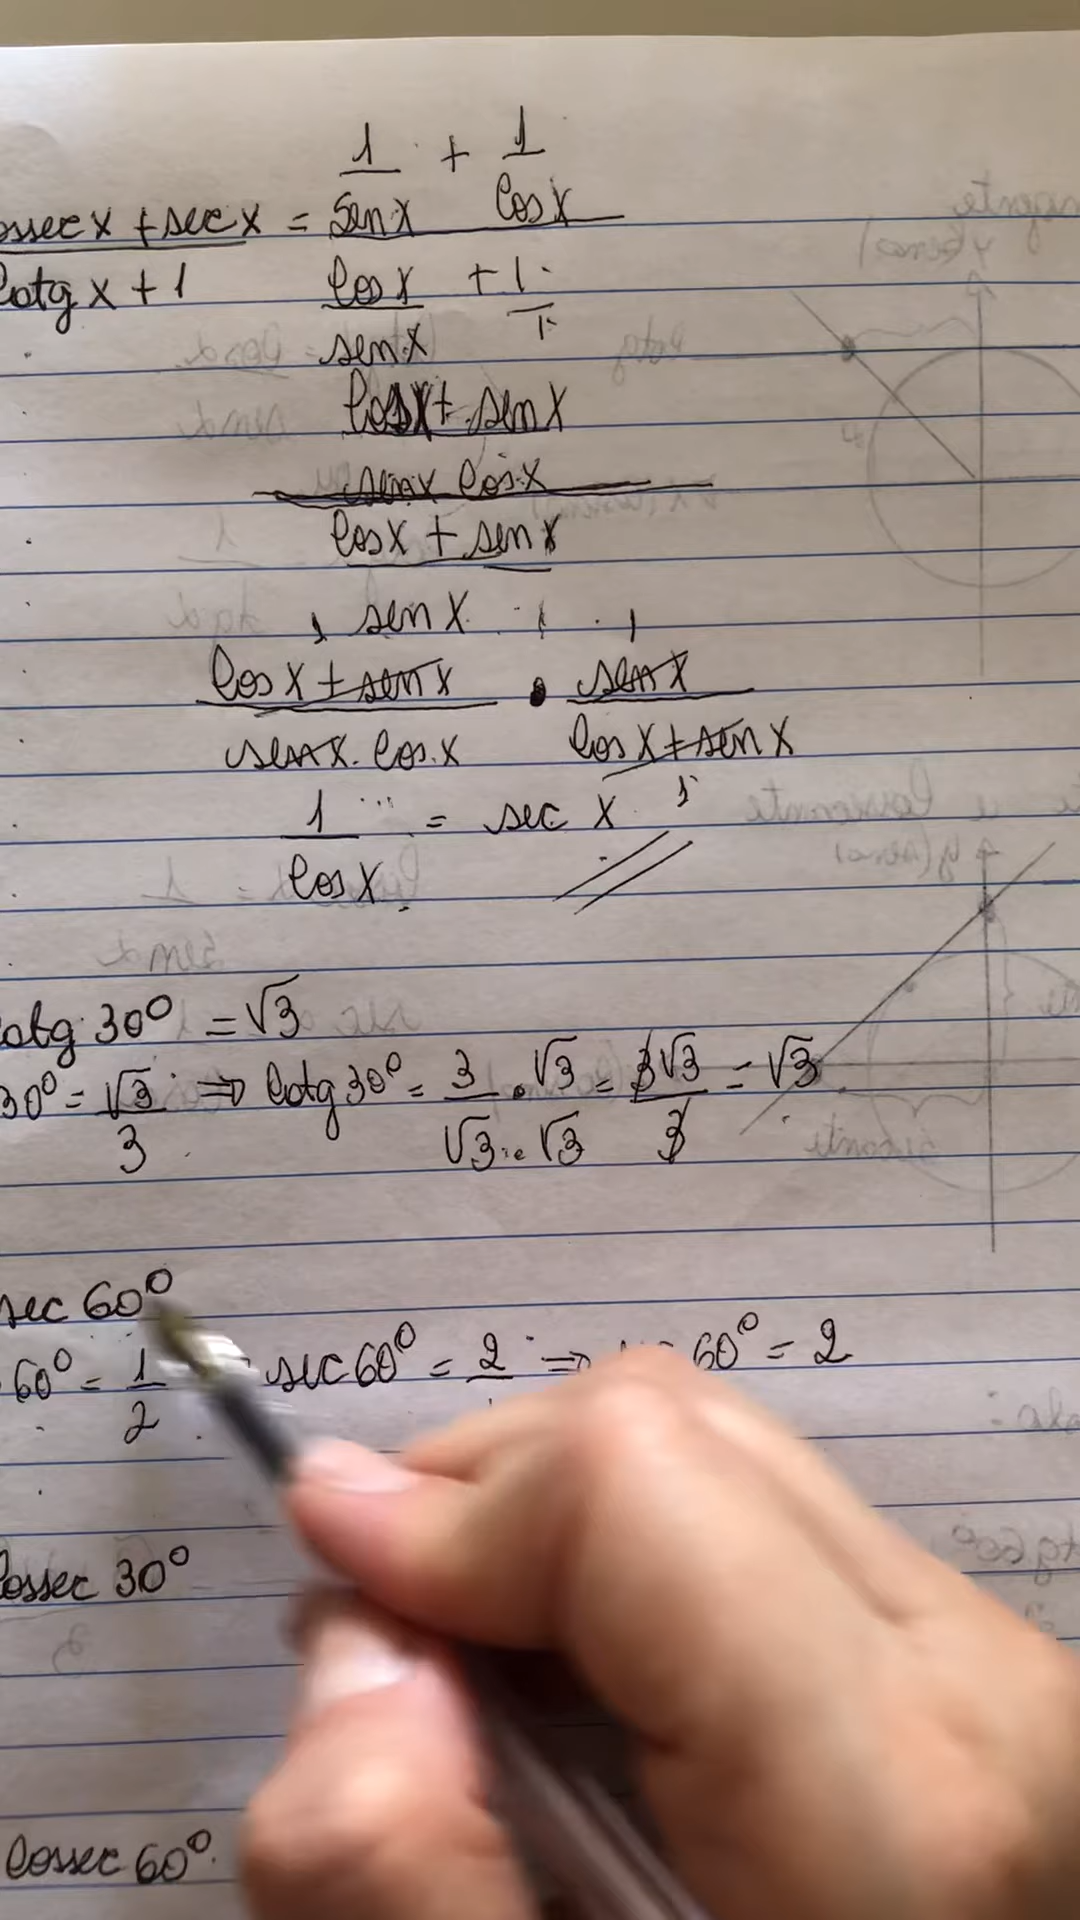 1 + 1
ossec x + sec x = sen x cos x
cotg x + 1 cos x + 1
sen x 1
cos x + sen x
sen x cos x
cos x + sen x
sen x
cos x + sen x . sen x
sen x . cos x cos x + sen x
1 = sec x
cos x
otg 30° = √3
30° = √3 ⇒ cotg 30° = 3 . √3 = 3√3 = √3
3 √3 . √3 3
sec 60°
60° = 1 sec 60° = 2 ⇒ 60° = 2
2
cossec 30°
cossec 60°